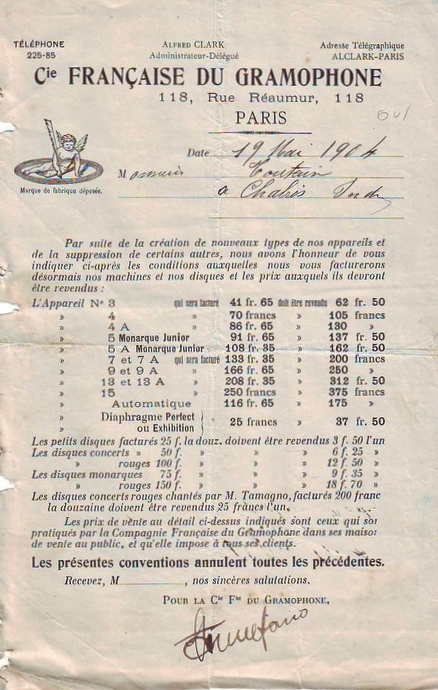 TÉLÉPHONE
225-85
ALFRED CLARK
Administrateur-Délégué
Adresse Télégraphique
ALCLARK-PARIS
Cie FRANÇAISE DU GRAMOPHONE
118, Rue Réaumur, 118
PARIS
Marque de fabrique déposée.
Date 19 Mai 1904
Monsieur Toutain
à Chabris Indre
Par suite de la création de nouveaux types de nos appareils et
de la suppression de certains autres, nous avons l'honneur de vous
indiquer ci-après les conditions auxquelles nous vous facturerons
désormais nos machines et nos disques et les prix auxquels ils devront
être revendus :
L'Appareil No 3 qui sera facturé 41 fr. 65 doit être revendu 62 fr. 50
» 4 » 70 francs » 105 francs
» 4 A » 86 fr. 65 » 130 »
» 5 Monarque Junior 91 fr. 65 » 137 fr. 50
» 5 A Monarque Junior 108 fr. 35 » 162 fr. 50
» 7 et 7 A qui sera facturé 133 fr. 35 » 200 francs
» 9 et 9 A » 166 fr. 65 » 250 »
» 13 et 13 A » 208 fr. 35 » 312 fr. 50
» 15 » 250 francs » 375 francs
Automatique 116 fr. 65 » 175 »
» Diaphragme Perfect
ou Exhibition } 25 francs » 37 fr. 50
Les petits disques facturés 25 f. la douz. doivent être revendus 3 f. 50 l'un
Les disques concerts » 50 f. » » » 6 f. 25 »
» » rouges 100 f. » » » 12 f. 50 »
Les disques monarques 75 f. » » » 9 f. 35 »
» » rouges 150 f. » » » 18 f. 70 »
Les disques concerts rouges chantés par M. Tamagno, facturés 200 franc
la douzaine doivent être revendus 25 francs l'un.
Les prix de vente au détail ci-dessus indiqués sont ceux qui so
pratiqués par la Compagnie Française du Gramophone dans ses maiso
de vente au public, et qu'elle impose à tous ses clients.
Les présentes conventions annulent toutes les précédentes.
Recevez, M , nos sincères salutations.
POUR LA Cie Fse DU GRAMOPHONE,